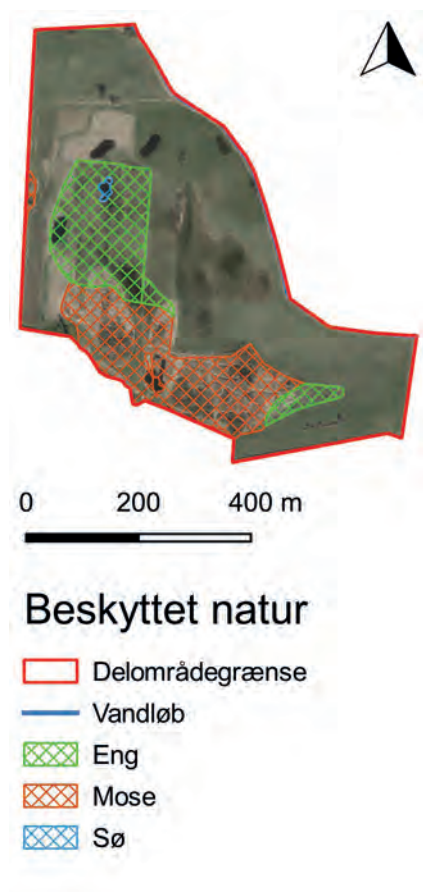 0 200 400 m
Beskyttet natur
Delområdegrænse
Vandløb
Eng
Mose
Sø